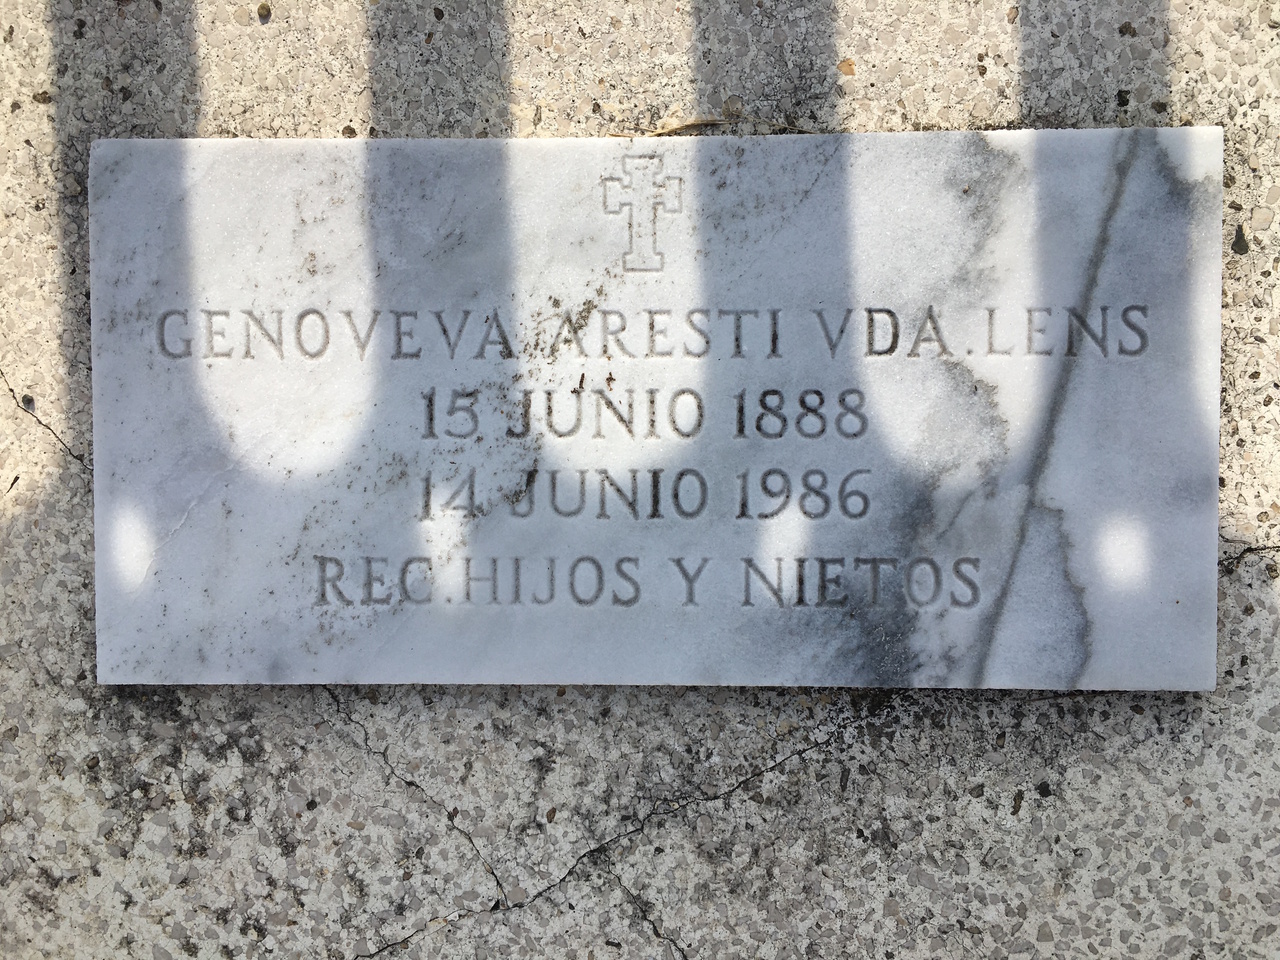 GENOVEVA ARESTI VDA.LENS
15 JUNIO 1888
14 JUNIO 1986
REC.HIJOS Y NIETOS